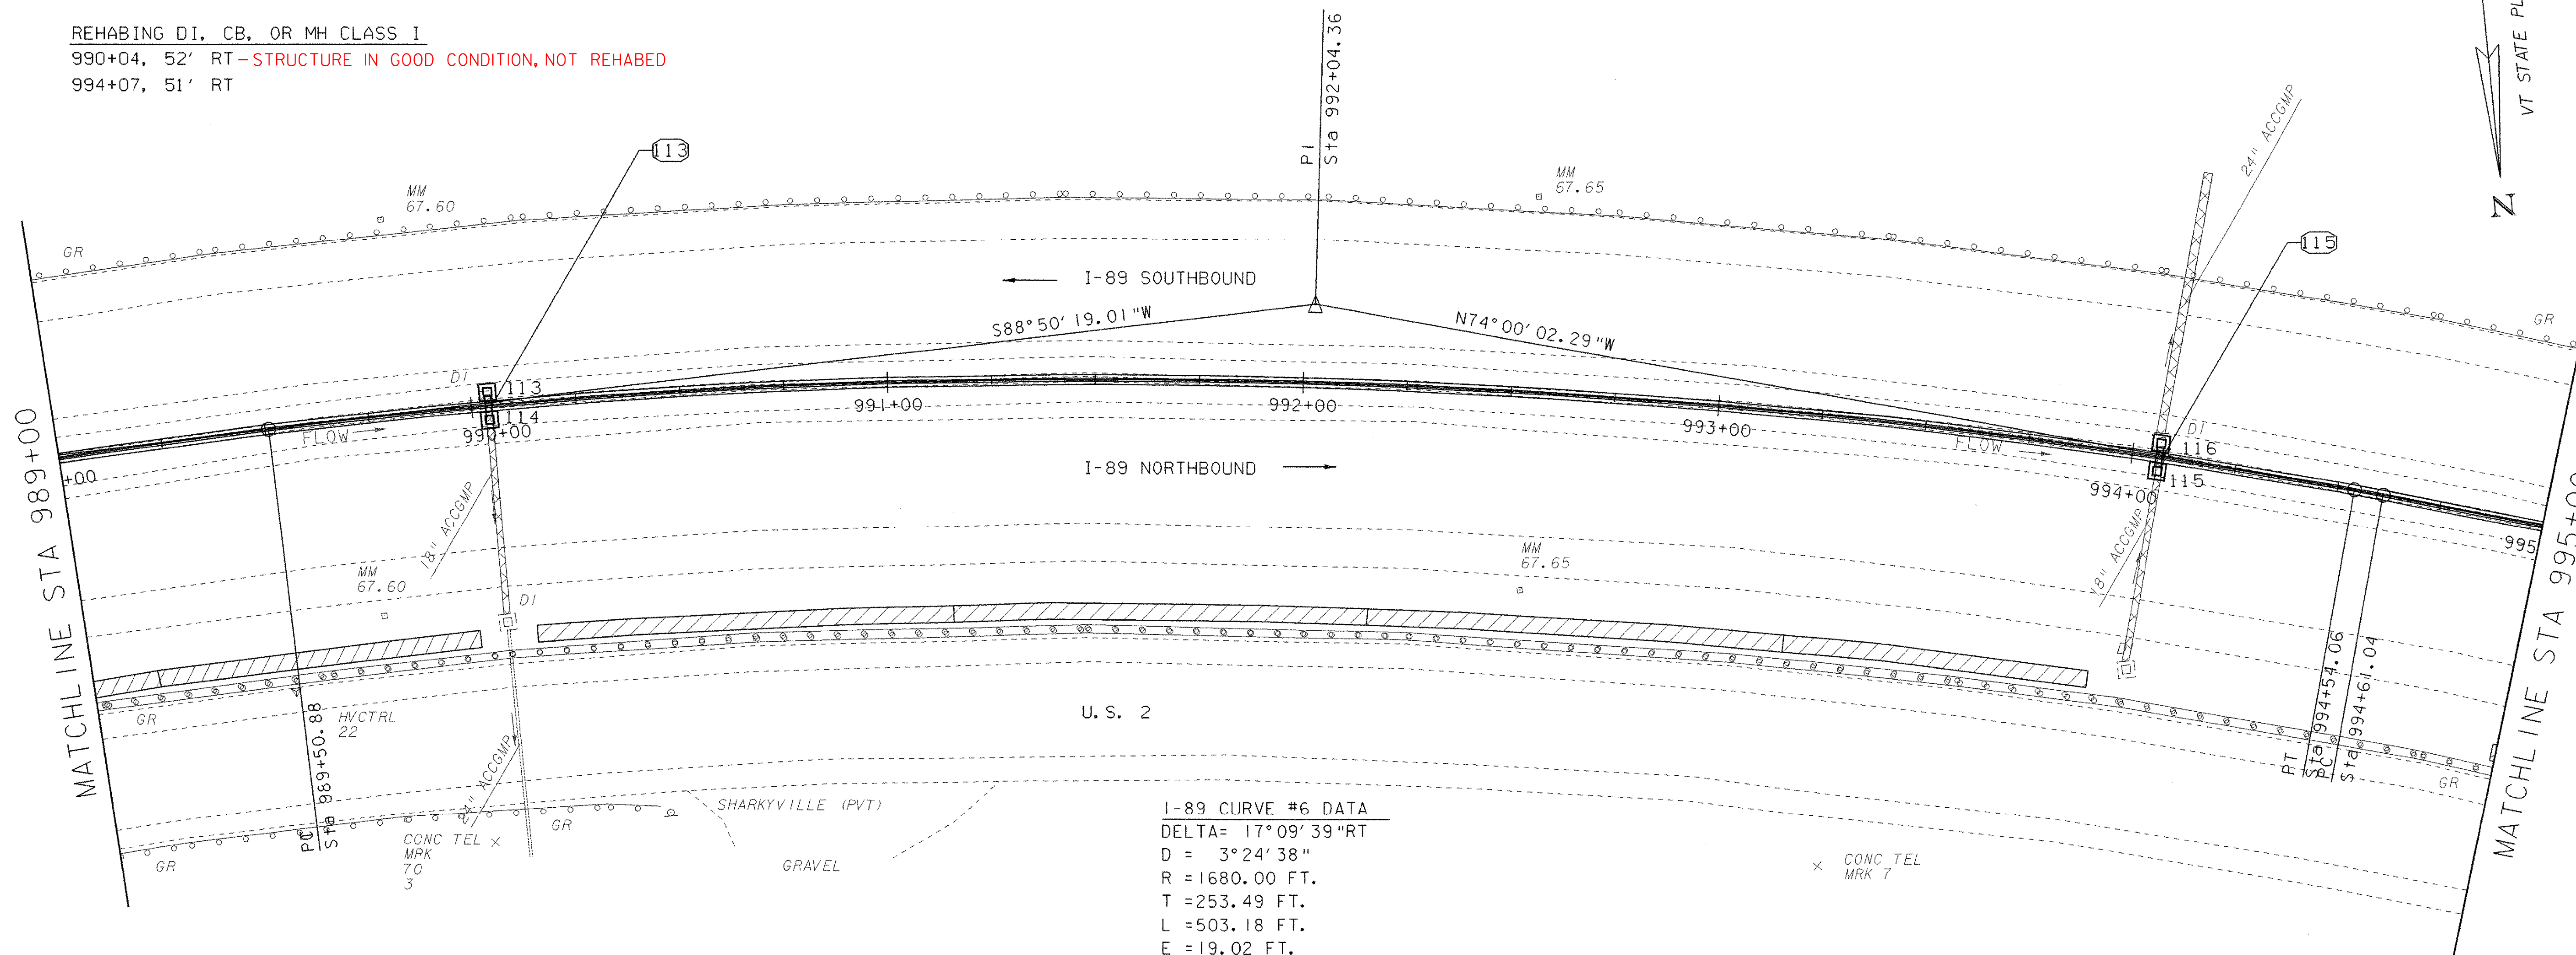 REHABING DI, CB, OR MH CLASS I
990+04, 52' RT - STRUCTURE IN GOOD CONDITION, NOT REHABED
994+07, 51' RT
PI
Sta 992+04.36
VT STATE
N
113
MM
67.60
MM
67.65
24" ACCGMP
115
GR
GR
I-89 SOUTHBOUND
S88°50'19.01"W
N74°00'02.29"W
DI
113
114
990+00
991+00
992+00
993+00
FLOW
FLOW
DI
116
115
994+00
+00
995
I-89 NORTHBOUND
MATCHLINE STA 989+00
MATCHLINE STA 995+00
18" ACCGMP
18" ACCGMP
MM
67.60
DI
MM
67.65
GR
HVCTRL
22
PC
Sta 989+50.88
U.S. 2
PT
Sta 994+54.06
PC
Sta 994+61.04
GR
24" ACCGMP
GR
GR
CONC TEL
MRK
70
3
SHARKYVILLE (PVT)
GRAVEL
I-89 CURVE #6 DATA
DELTA= 17°09'39"RT
D = 3°24'38"
R =1680.00 FT.
T =253.49 FT.
L =503.18 FT.
E =19.02 FT.
CONC TEL
MRK 7